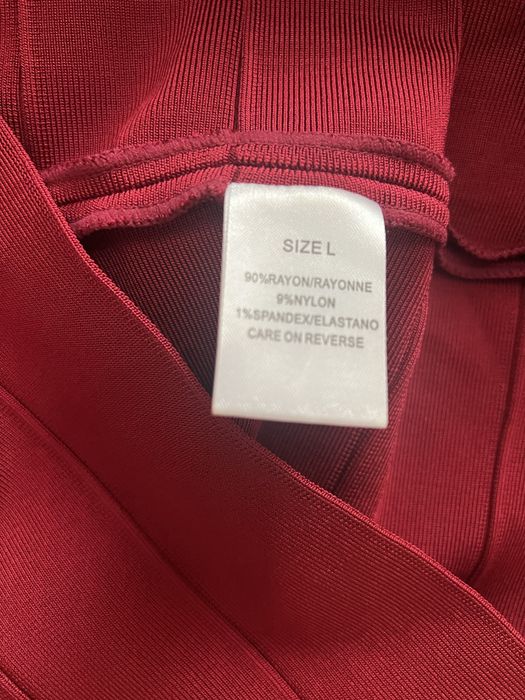 SIZE L
90%RAYON/RAYONNE
9%NYLON
1%SPANDEX/ELASTANO
CARE ON REVERSE